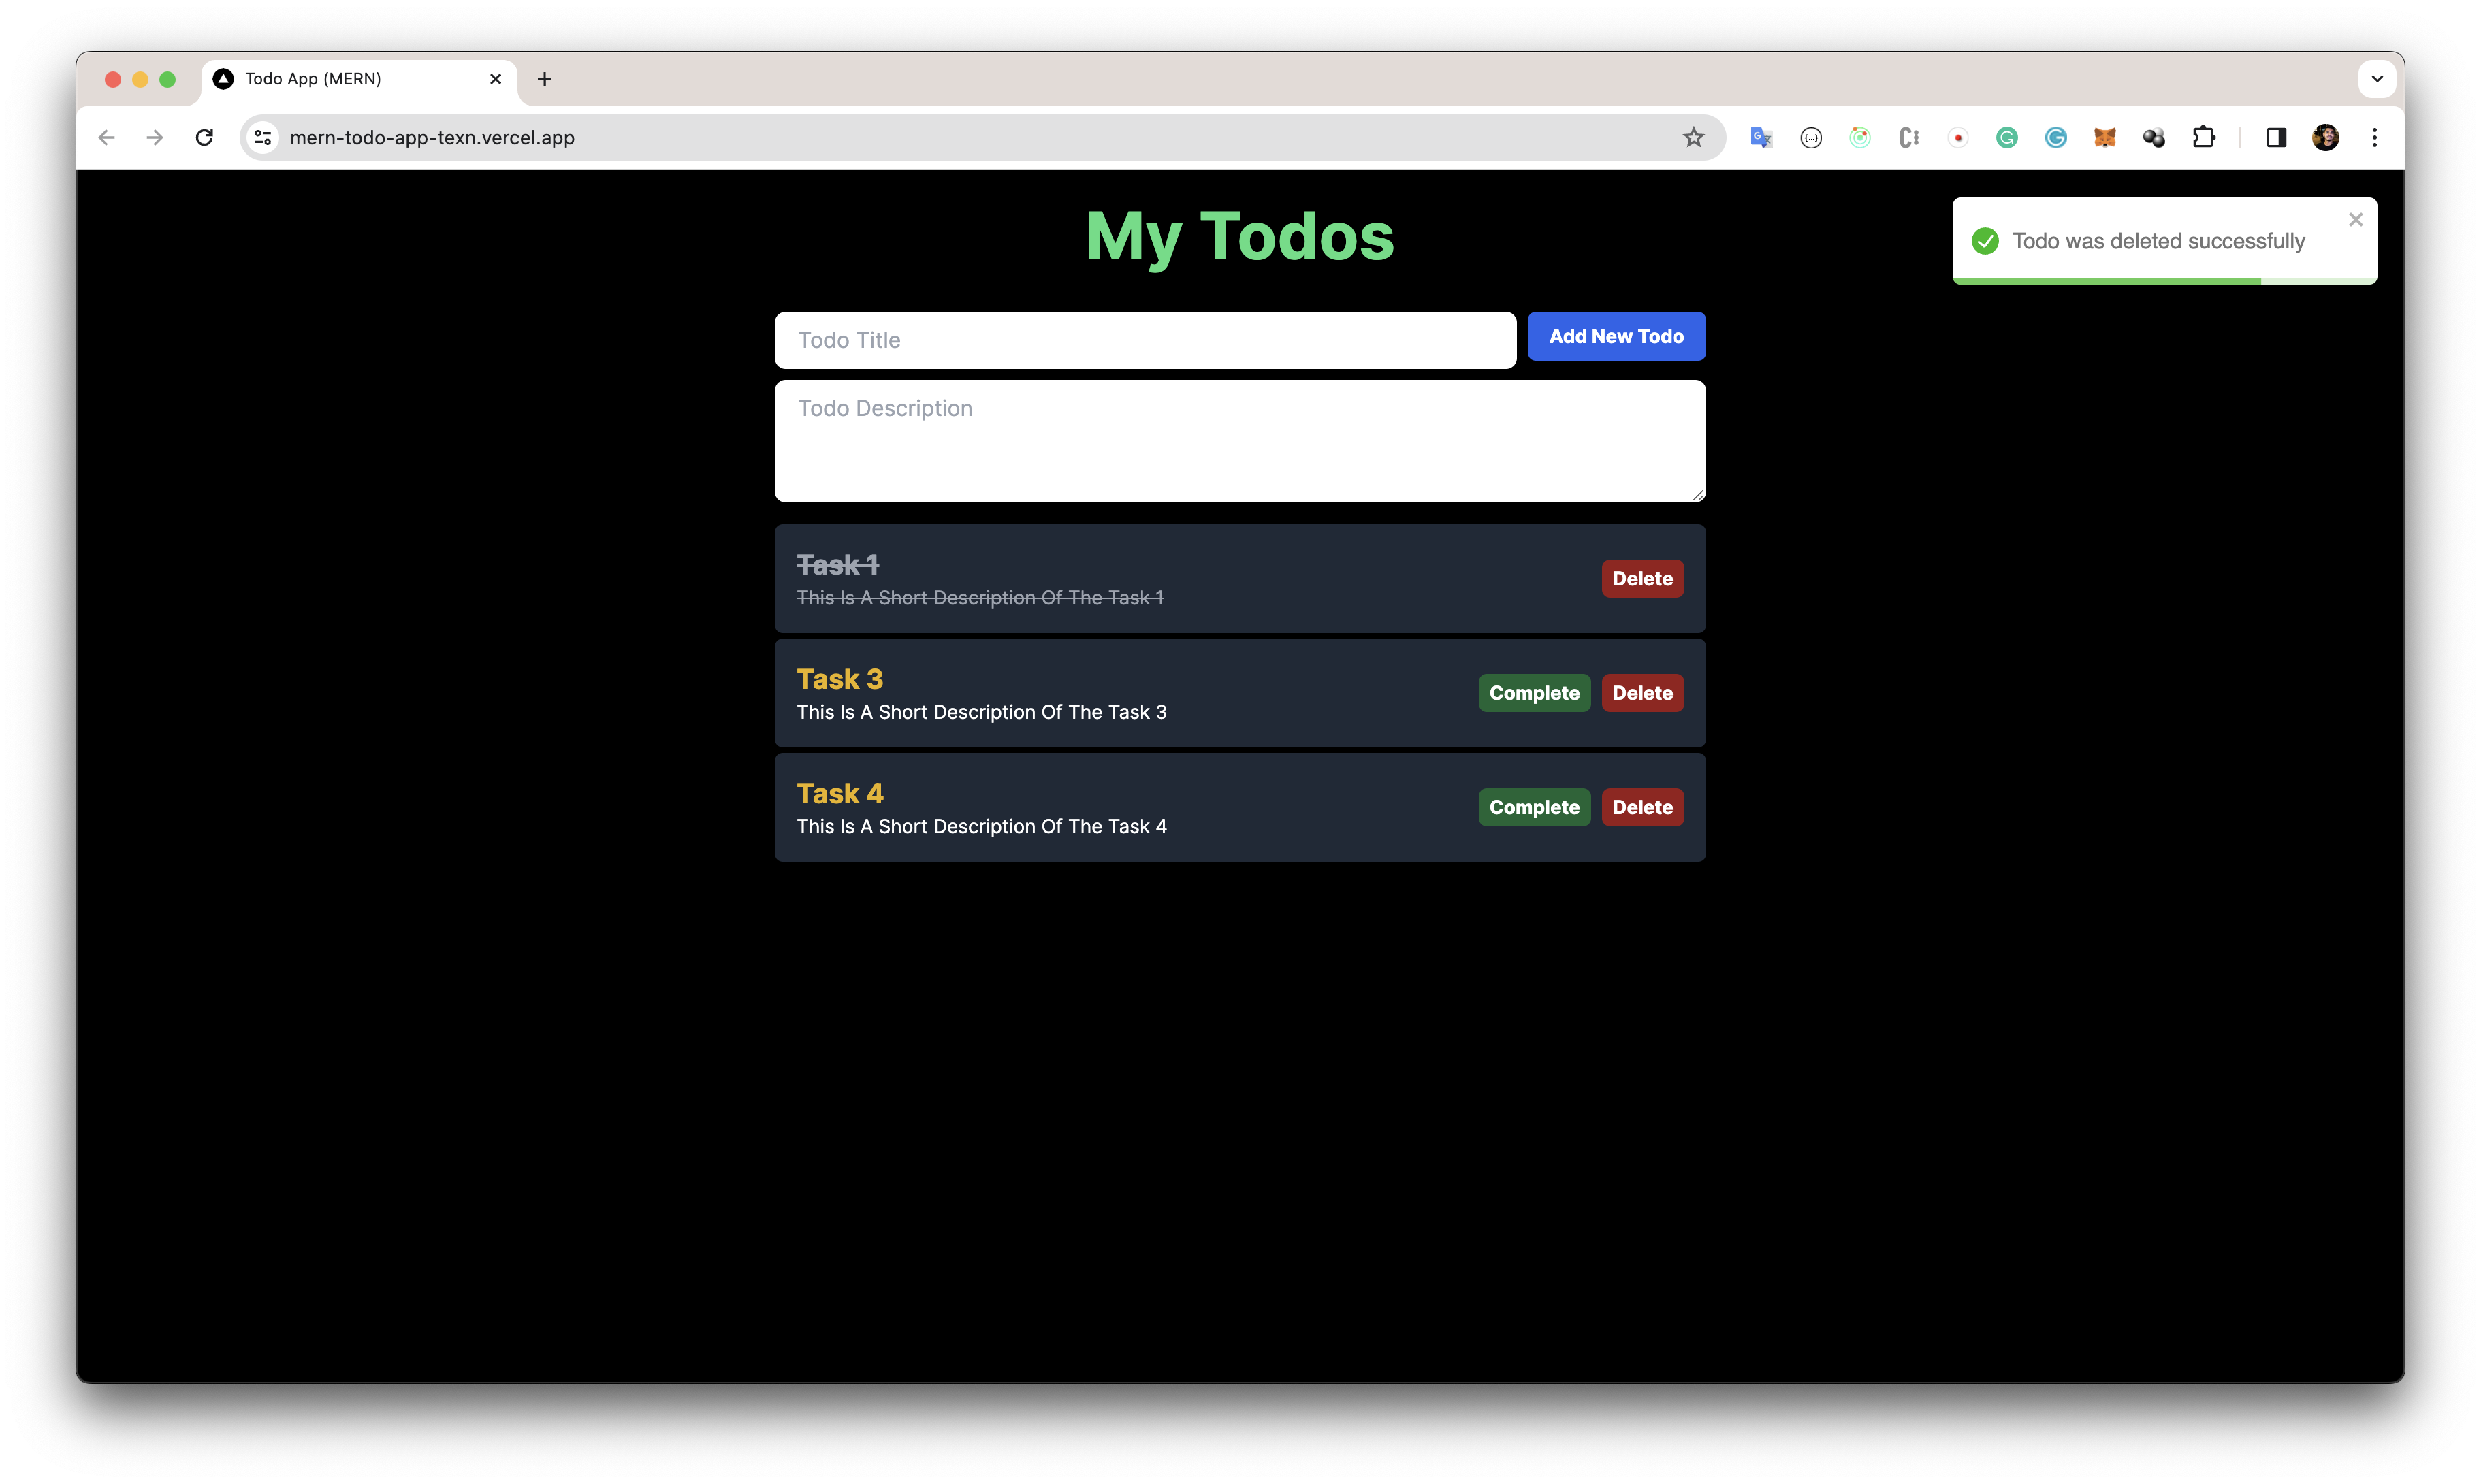 Todo App (MERN)
mern-todo-app-texn.vercel.app
My Todos
Todo was deleted successfully
Todo Title
Add New Todo
Todo Description
Task 1
This Is A Short Description Of The Task 1
Delete
Task 3
This Is A Short Description Of The Task 3
Complete
Delete
Task 4
This Is A Short Description Of The Task 4
Complete
Delete